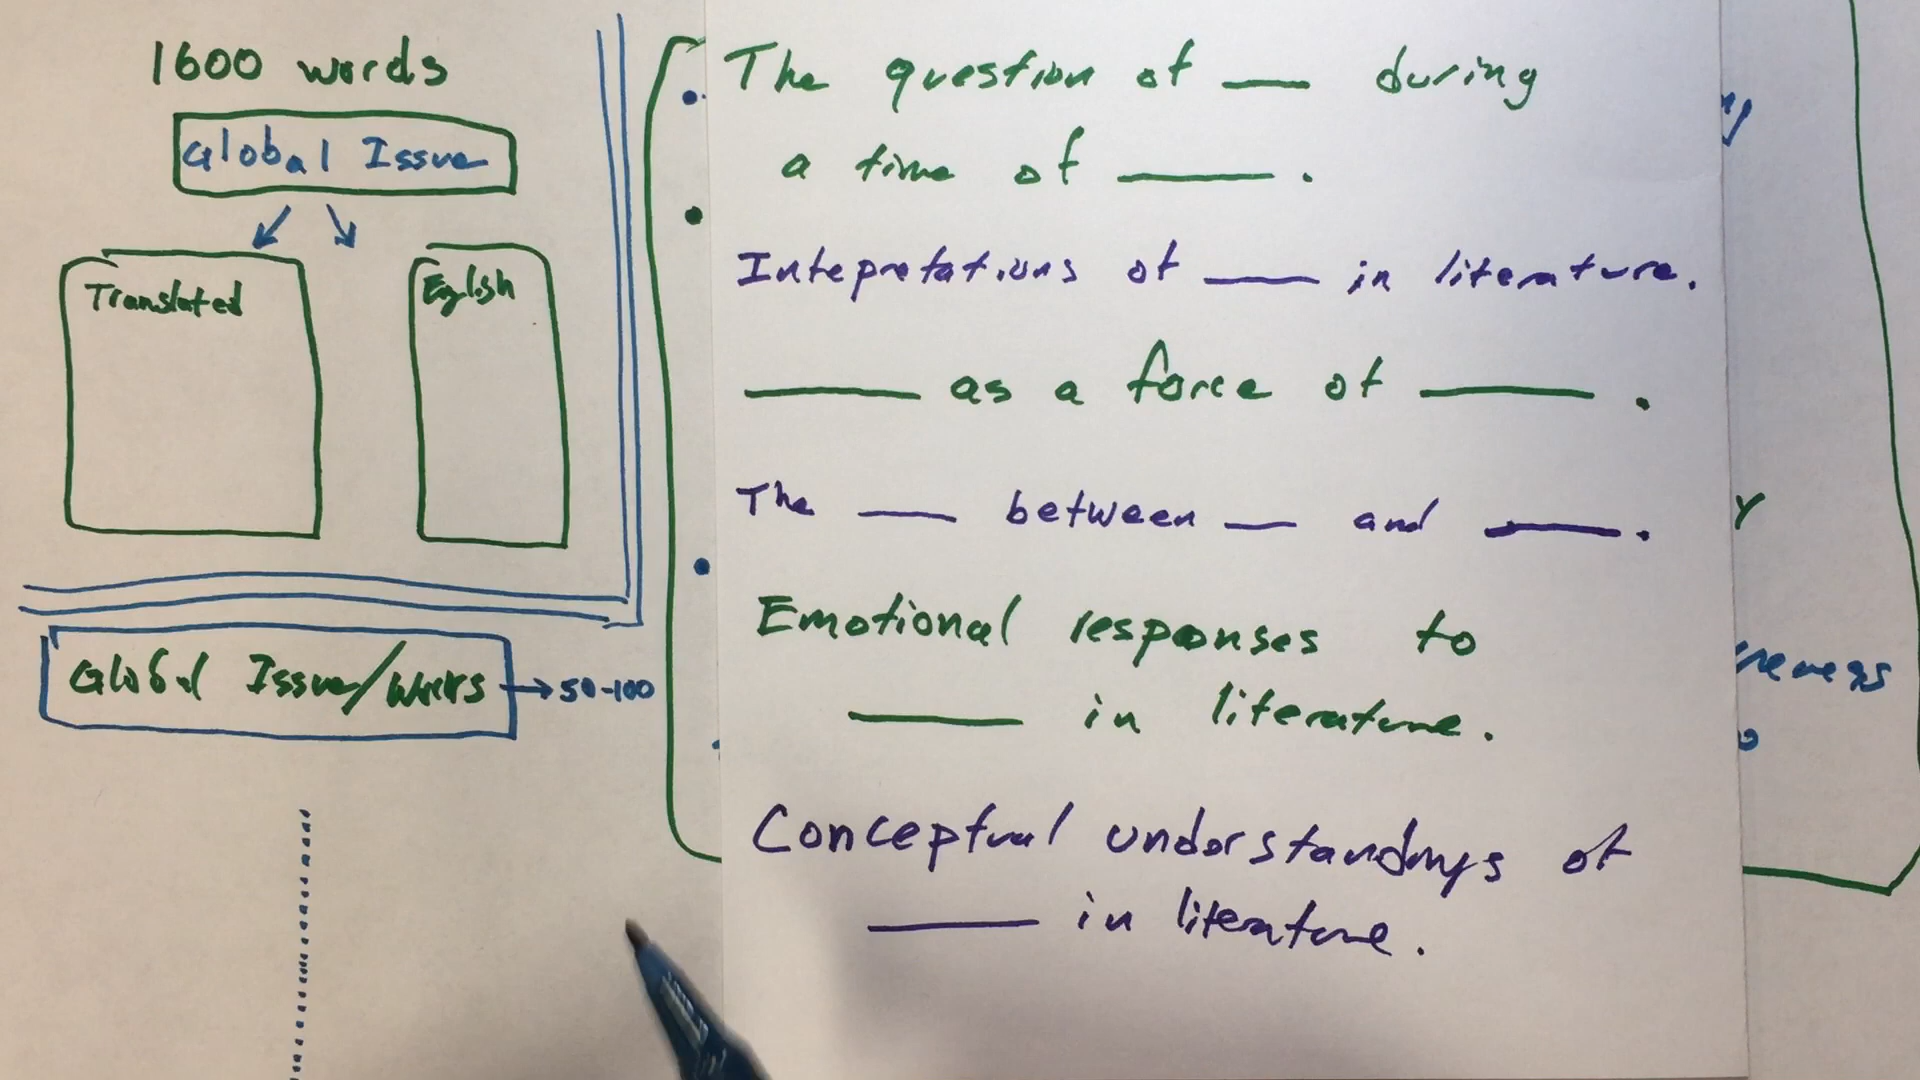 1600 words
Global Issue
Translated
English
Global Issue/Works → 50-100
The question of ___ during
a time of ___.
Intepretations of ___ in literature.
___ as a force of ___.
The ___ between ___ and ___.
Emotional responses to
___ in literature.
Conceptual understandings of
___ in literature.